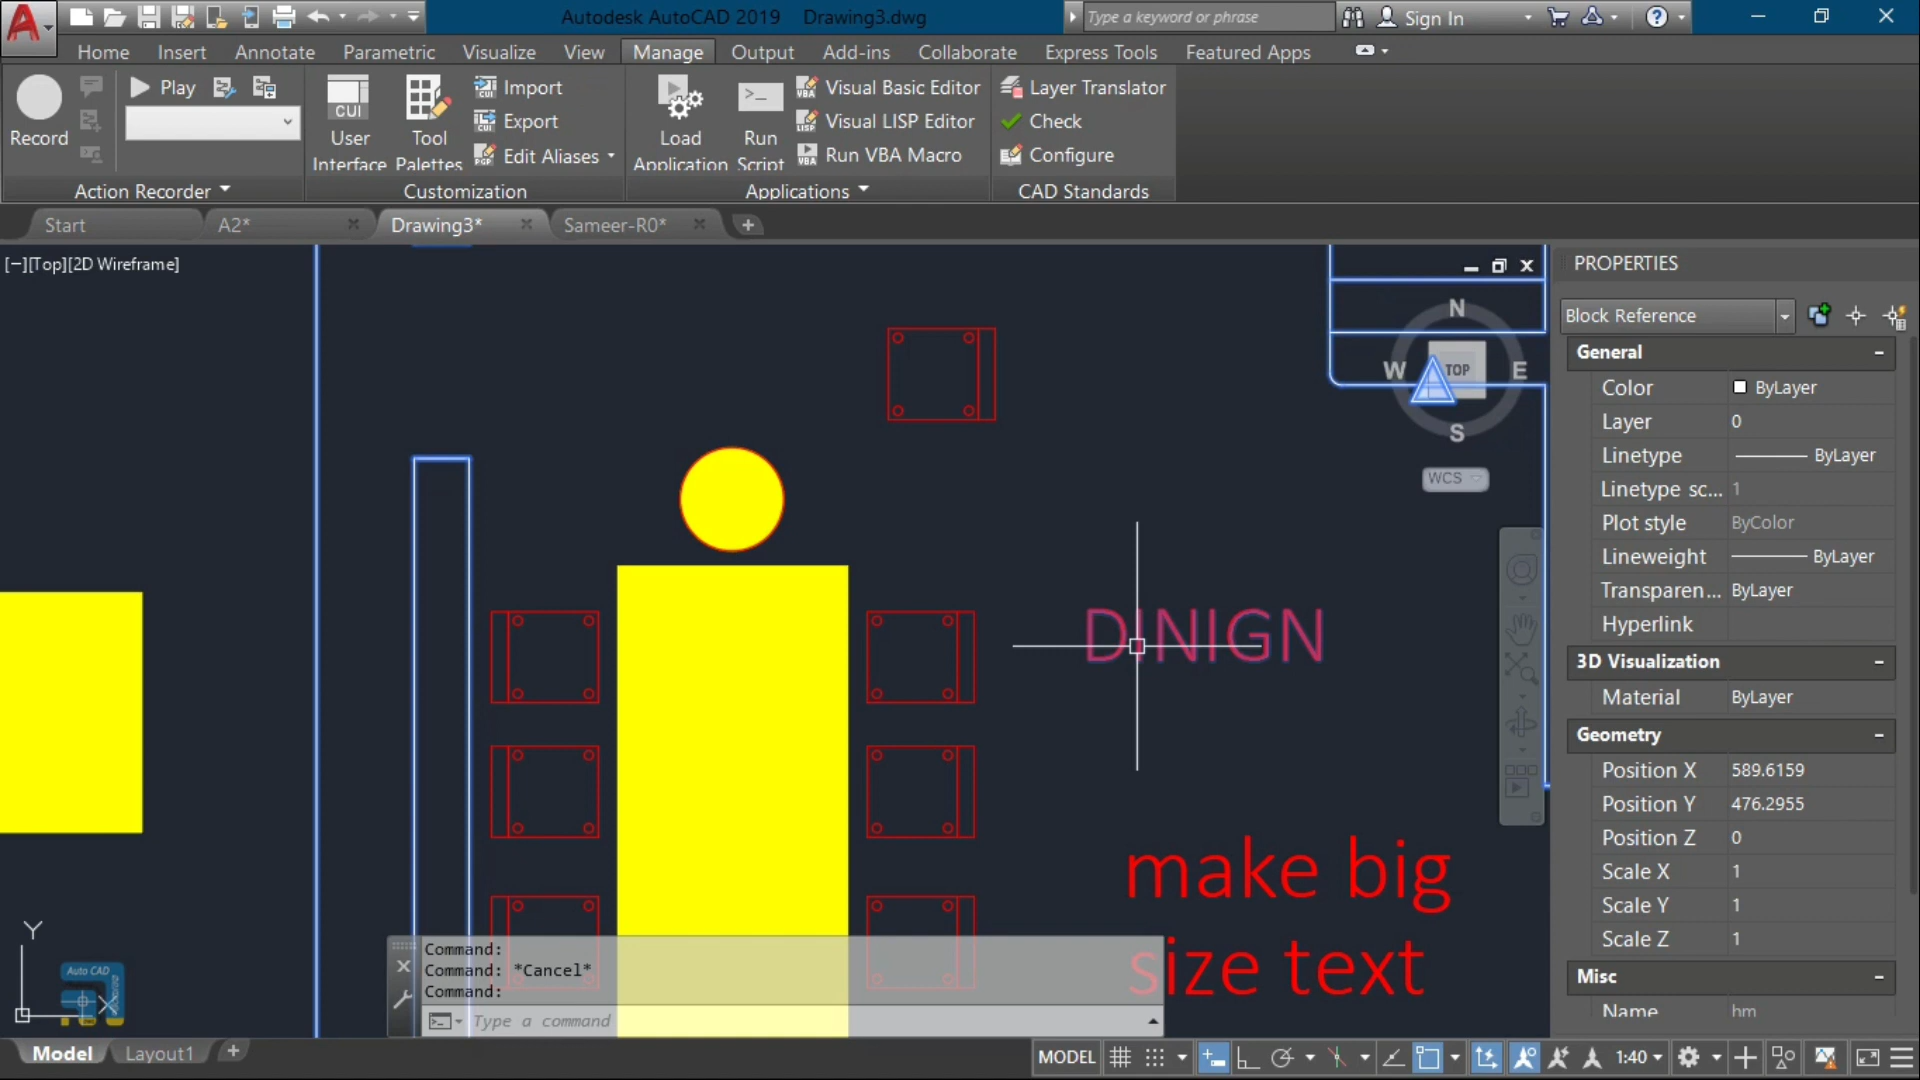 Autodesk AutoCAD 2019 Drawing3.dwg
Type a keyword or phrase
Sign In
Home Insert Annotate Parametric Visualize View Manage Output Add-ins Collaborate Express Tools Featured Apps
Record
Play
Action Recorder
CUI
User
Interface
Tool
Palettes
Import
Export
Edit Aliases
Customization
Load
Application
Run
Script
Visual Basic Editor
Visual LISP Editor
Run VBA Macro
Applications
Layer Translator
Check
Configure
CAD Standards
Start A2* Drawing3* Sameer-R0*
[−][Top][2D Wireframe]
N
W TOP E
S
WCS
DINIGN
make big
size text
PROPERTIES
Block Reference
General
Color ByLayer
Layer 0
Linetype ByLayer
Linetype sc... 1
Plot style ByColor
Lineweight ByLayer
Transparen... ByLayer
Hyperlink
3D Visualization
Material ByLayer
Geometry
Position X 589.6159
Position Y 476.2955
Position Z 0
Scale X 1
Scale Y 1
Scale Z 1
Misc
Name hm
Y
X
Auto CAD
Command:
Command: *Cancel*
Command:
Type a command
Model Layout1
MODEL 1:40